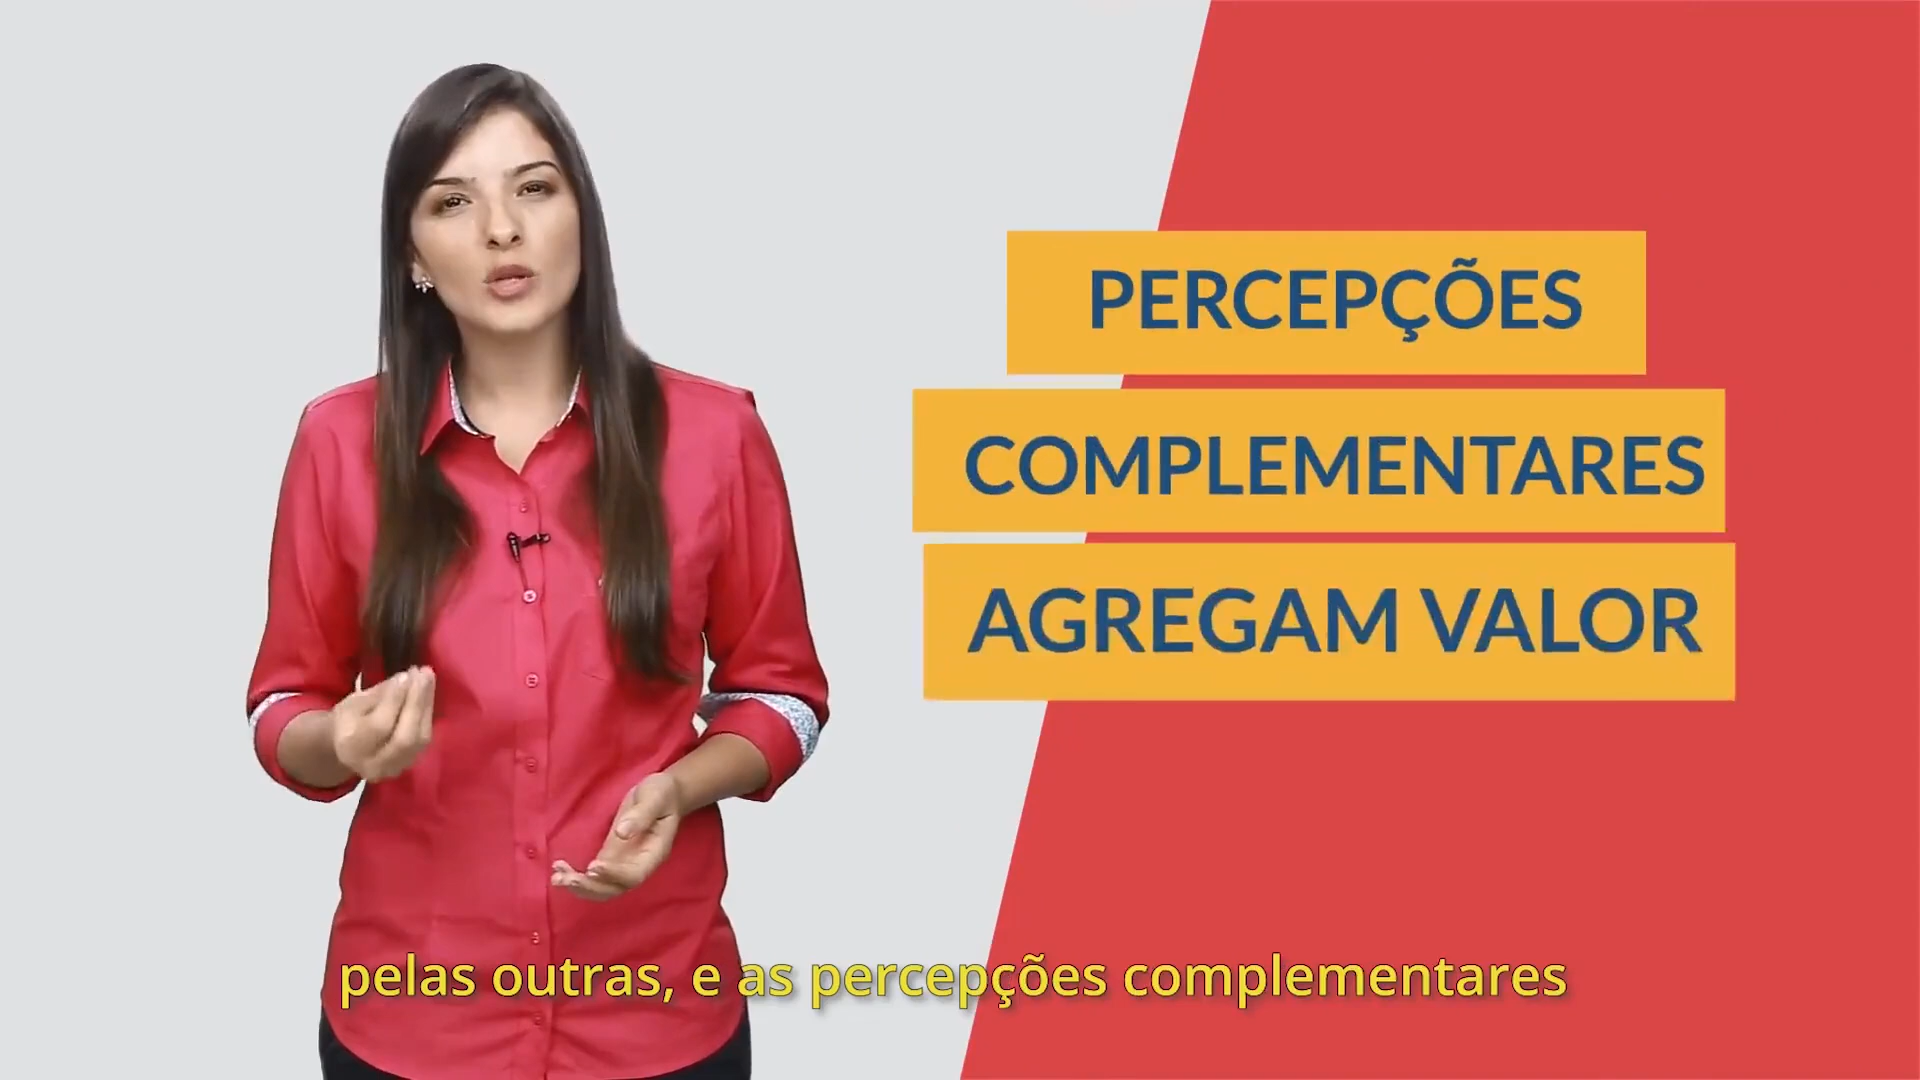 PERCEPÇÕES
COMPLEMENTARES
AGREGAM VALOR
pelas outras, e as percepções complementares